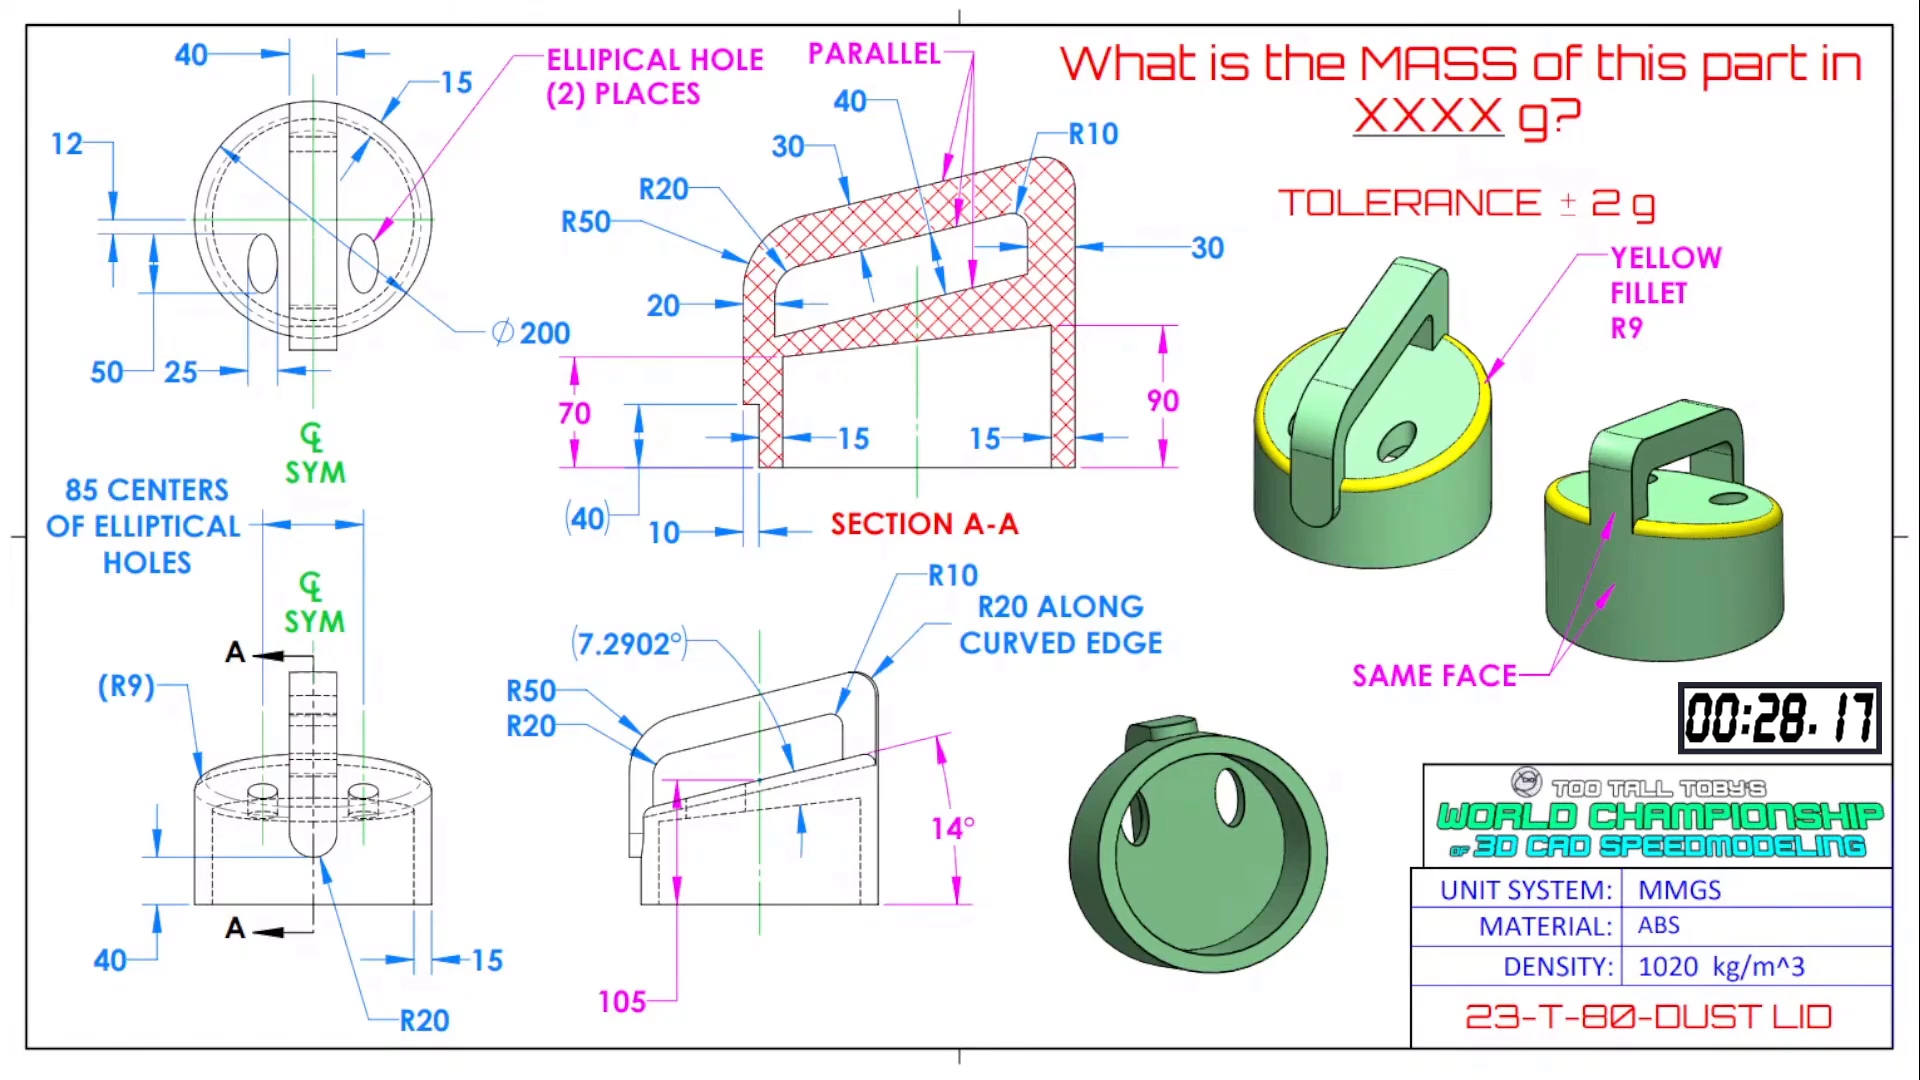 What is the MASS of this part in
XXXX g?
TOLERANCE ± 2 g
40
15
ELLIPICAL HOLE
(2) PLACES
12
50
25
∅200
℄
SYM
PARALLEL
40
30
R10
R20
R50
20
30
70
90
15
15
(40)
10
SECTION A-A
YELLOW
FILLET
R9
SAME FACE
85 CENTERS
OF ELLIPTICAL
HOLES
℄
SYM
A
(R9)
A
40
15
R20
(7.2902°)
R10
R20 ALONG
CURVED EDGE
R50
R20
14°
105
00:28.17
TOO TALL TOBY'S
WORLD CHAMPIONSHIP
OF 3D CAD SPEEDMODELING
UNIT SYSTEM: MMGS
MATERIAL: ABS
DENSITY: 1020 kg/m^3
23-T-80-DUST LID